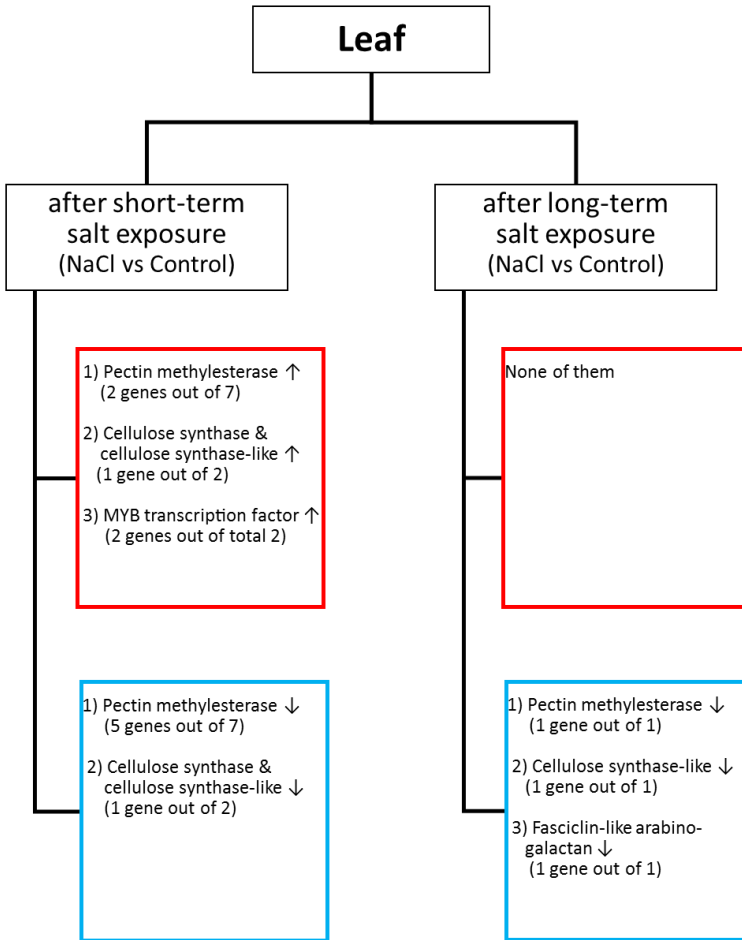 Leaf
after short-term
salt exposure
(NaCl vs Control)
1) Pectin methylesterase ↑
(2 genes out of 7)
2) Cellulose synthase &
cellulose synthase-like ↑
(1 gene out of 2)
3) MYB transcription factor ↑
(2 genes out of total 2)
1) Pectin methylesterase ↓
(5 genes out of 7)
2) Cellulose synthase &
cellulose synthase-like ↓
(1 gene out of 2)
after long-term
salt exposure
(NaCl vs Control)
None of them
1) Pectin methylesterase ↓
(1 gene out of 1)
2) Cellulose synthase-like ↓
(1 gene out of 1)
3) Fasciclin-like arabino-
galactan ↓
(1 gene out of 1)